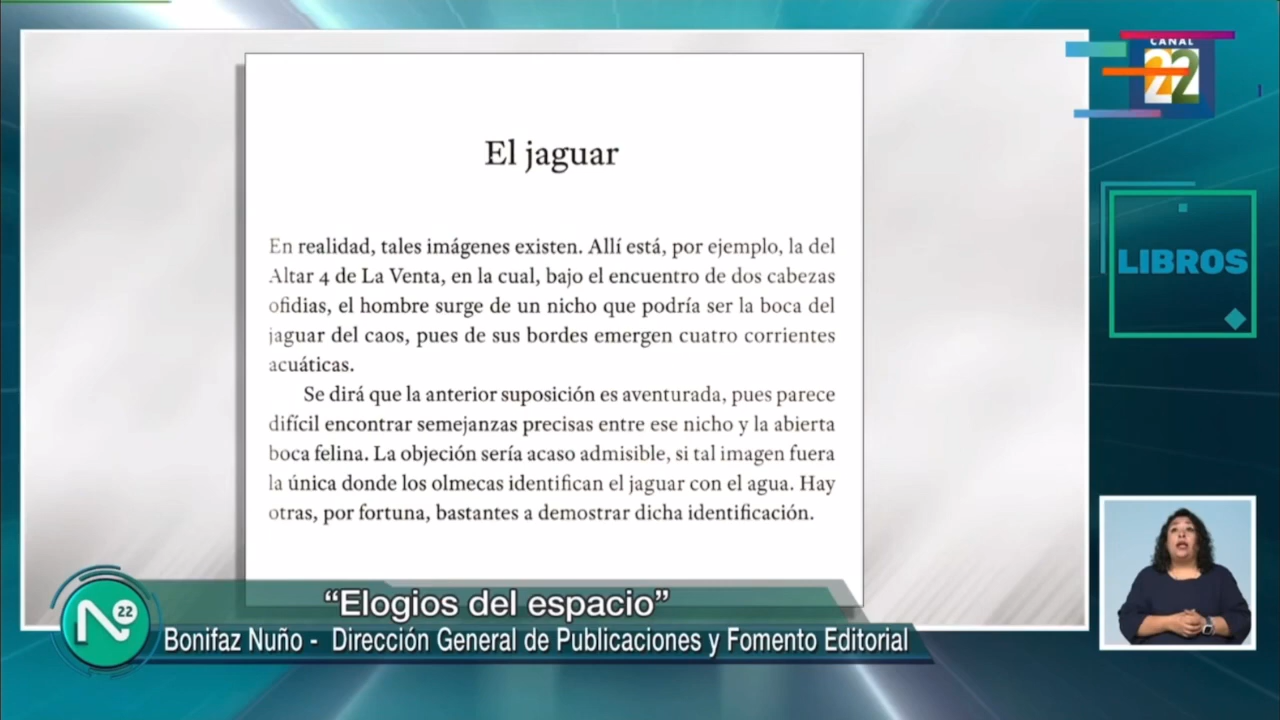 CANAL
22
El jaguar
En realidad, tales imágenes existen. Allí está, por ejemplo, la del
Altar 4 de La Venta, en la cual, bajo el encuentro de dos cabezas
ofidias, el hombre surge de un nicho que podría ser la boca del
jaguar del caos, pues de sus bordes emergen cuatro corrientes
acuáticas.
Se dirá que la anterior suposición es aventurada, pues parece
difícil encontrar semejanzas precisas entre ese nicho y la abierta
boca felina. La objeción sería acaso admisible, si tal imagen fuera
la única donde los olmecas identifican el jaguar con el agua. Hay
otras, por fortuna, bastantes a demostrar dicha identificación.
LIBROS
N22
“Elogios del espacio”
Bonifaz Nuño - Dirección General de Publicaciones y Fomento Editorial